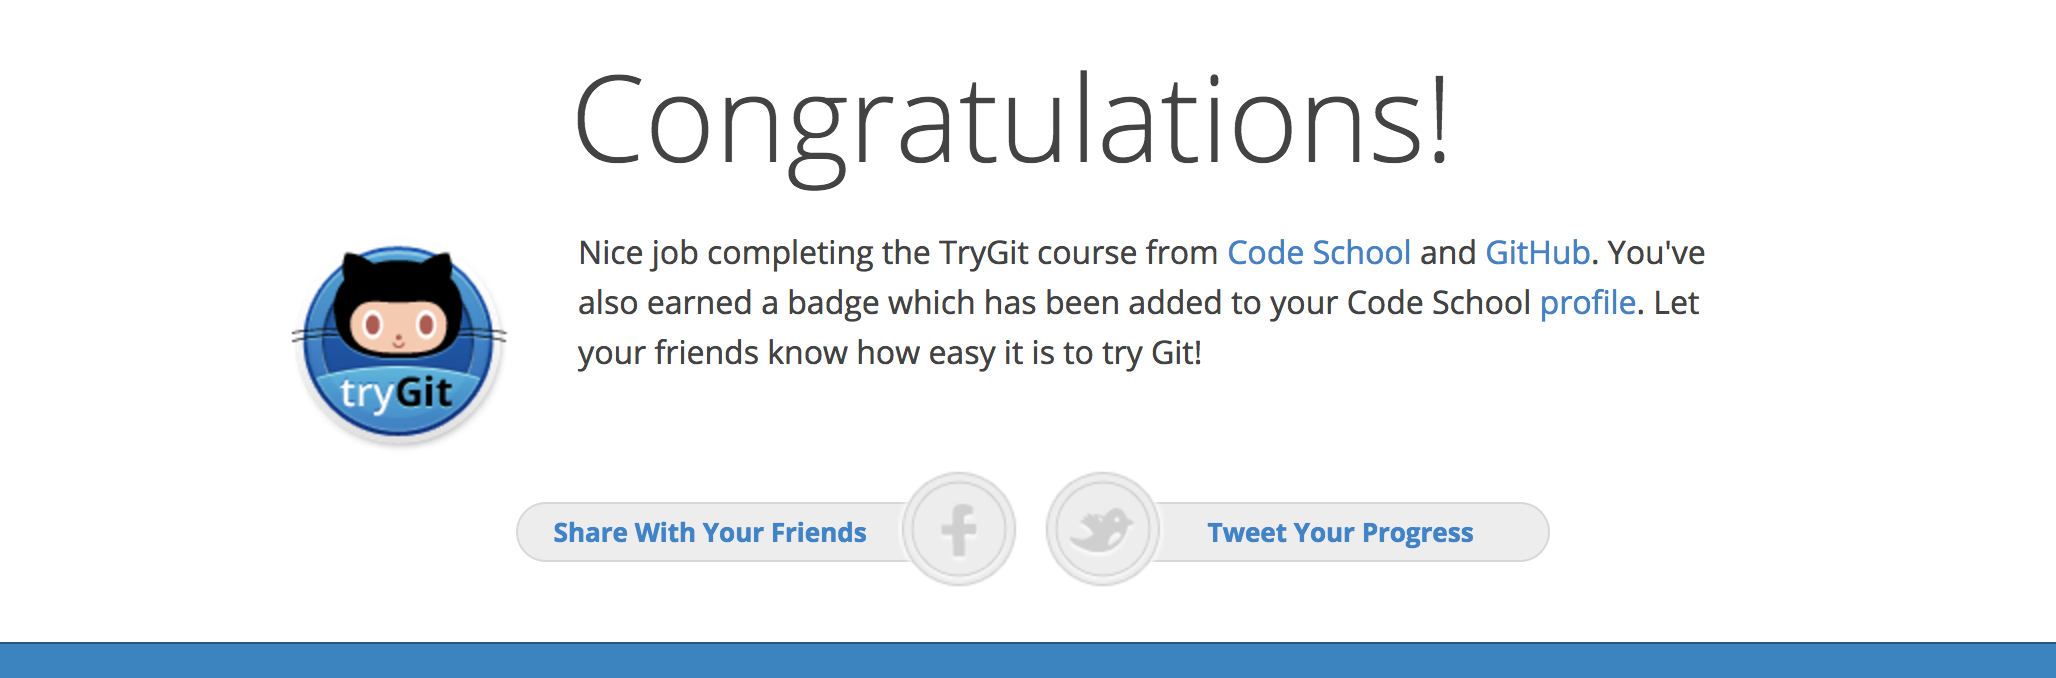 Congratulations!
Nice job completing the TryGit course from Code School and GitHub. You've
also earned a badge which has been added to your Code School profile. Let
your friends know how easy it is to try Git!
tryGit
Share With Your Friends
Tweet Your Progress